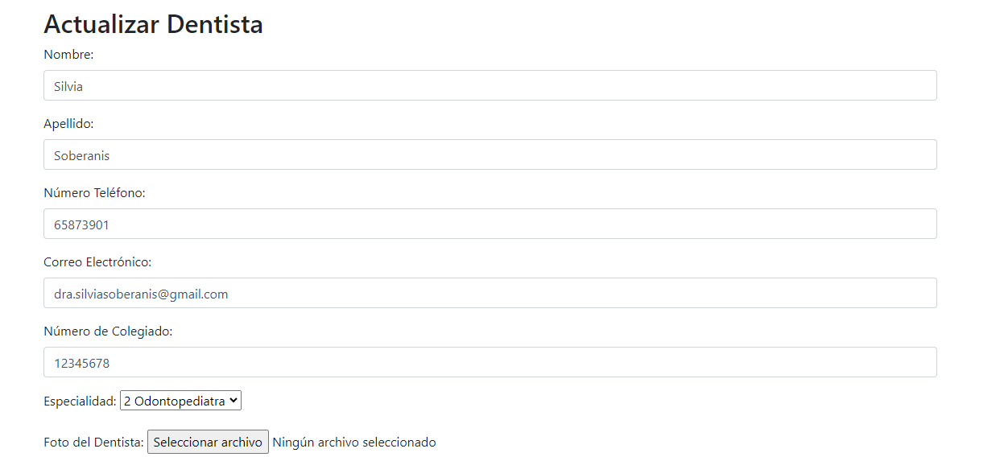 Actualizar Dentista
Nombre:
Silvia
Apellido:
Soberanis
Número Teléfono:
65873901
Correo Electrónico:
dra.silviasoberanis@gmail.com
Número de Colegiado:
12345678
Especialidad: 2 Odontopediatra
Foto del Dentista: Seleccionar archivo Ningún archivo seleccionado